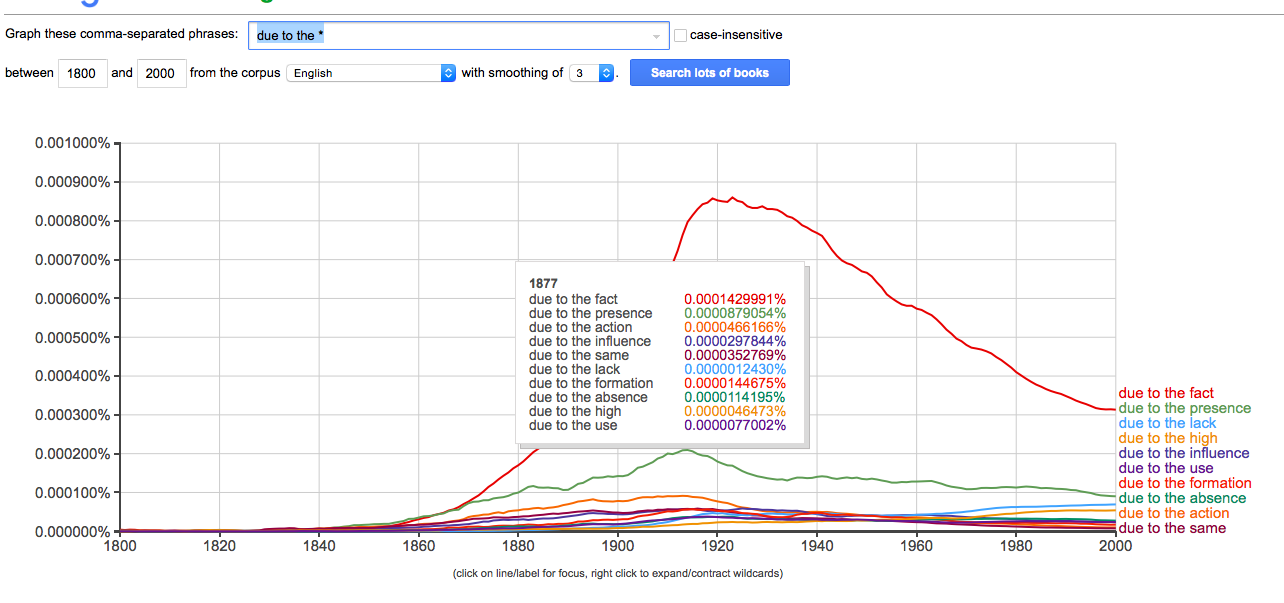 Graph these comma-separated phrases: due to the * case-insensitive
between 1800 and 2000 from the corpus English with smoothing of 3 . Search lots of books
0.001000%
0.000900%
0.000800%
0.000700%
0.000600%
0.000500%
0.000400%
0.000300%
0.000200%
0.000100%
0.000000%
1877
due to the fact 0.0001429991%
due to the presence 0.0000879054%
due to the action 0.0000466166%
due to the influence 0.0000297844%
due to the same 0.0000352769%
due to the lack 0.0000012430%
due to the formation 0.0000144675%
due to the absence 0.0000114195%
due to the high 0.0000046473%
due to the use 0.0000077002%
due to the fact
due to the presence
due to the lack
due to the high
due to the influence
due to the use
due to the formation
due to the absence
due to the action
due to the same
1800 1820 1840 1860 1880 1900 1920 1940 1960 1980 2000
(click on line/label for focus, right click to expand/contract wildcards)